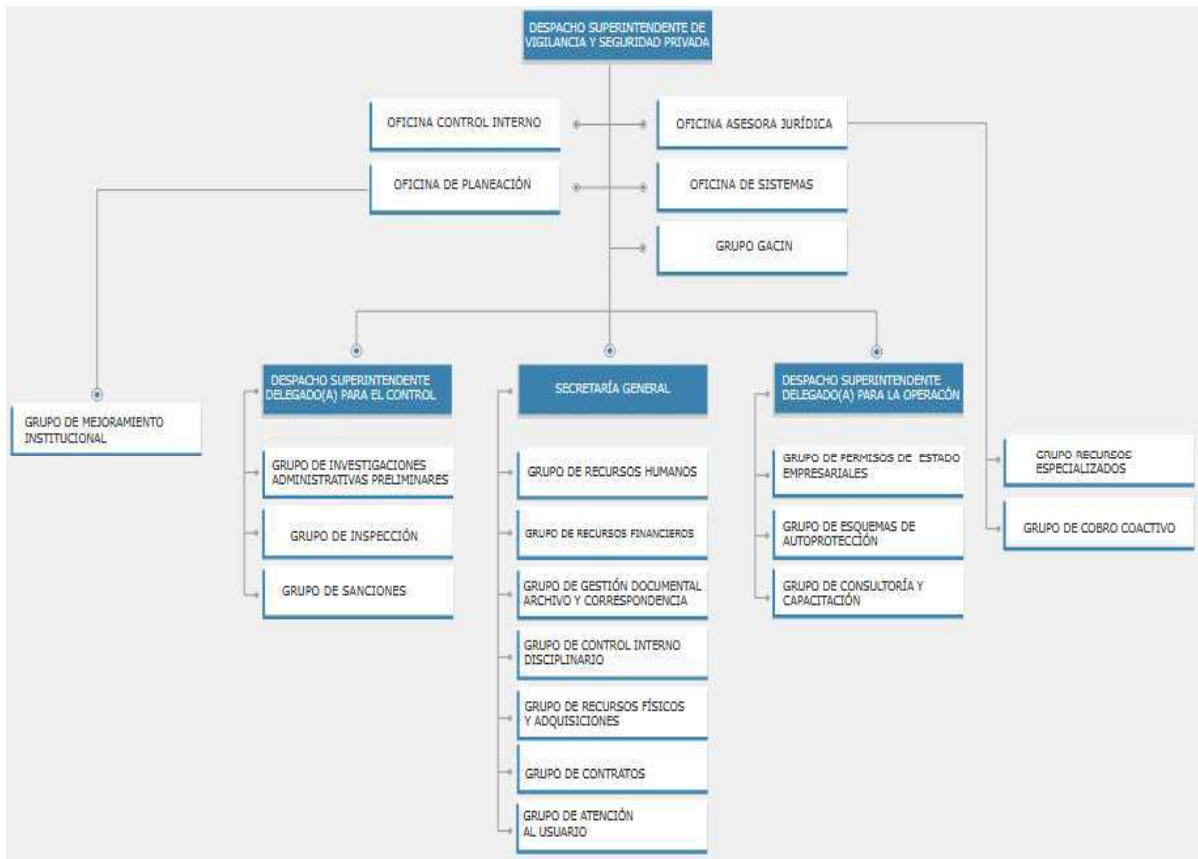 DESPACHO SUPERINTENDENTE DE
VIGILANCIA Y SEGURIDAD PRIVADA
OFICINA CONTROL INTERNO
OFICINA ASESORA JURÍDICA
OFICINA DE PLANEACIÓN
OFICINA DE SISTEMAS
GRUPO GACIN
GRUPO DE MEJORAMIENTO
INSTITUCIONAL
DESPACHO SUPERINTENDENTE
DELEGADO(A) PARA EL CONTROL
GRUPO DE INVESTIGACIONES
ADMINISTRATIVAS PRELIMINARES
GRUPO DE INSPECCIÓN
GRUPO DE SANCIONES
SECRETARÍA GENERAL
GRUPO DE RECURSOS HUMANOS
GRUPO DE RECURSOS FINANCIEROS
GRUPO DE GESTIÓN DOCUMENTAL
ARCHIVO Y CORRESPONDENCIA
GRUPO DE CONTROL INTERNO
DISCIPLINARIO
GRUPO DE RECURSOS FÍSICOS
Y ADQUISICIONES
GRUPO DE CONTRATOS
GRUPO DE ATENCIÓN
AL USUARIO
DESPACHO SUPERINTENDENTE
DELEGADO(A) PARA LA OPERACÓN
GRUPO DE PERMISOS DE ESTADO
EMPRESARIALES
GRUPO DE ESQUEMAS DE
AUTOPROTECCIÓN
GRUPO DE CONSULTORÍA Y
CAPACITACIÓN
GRUPO RECURSOS
ESPECIALIZADOS
GRUPO DE COBRO COACTIVO